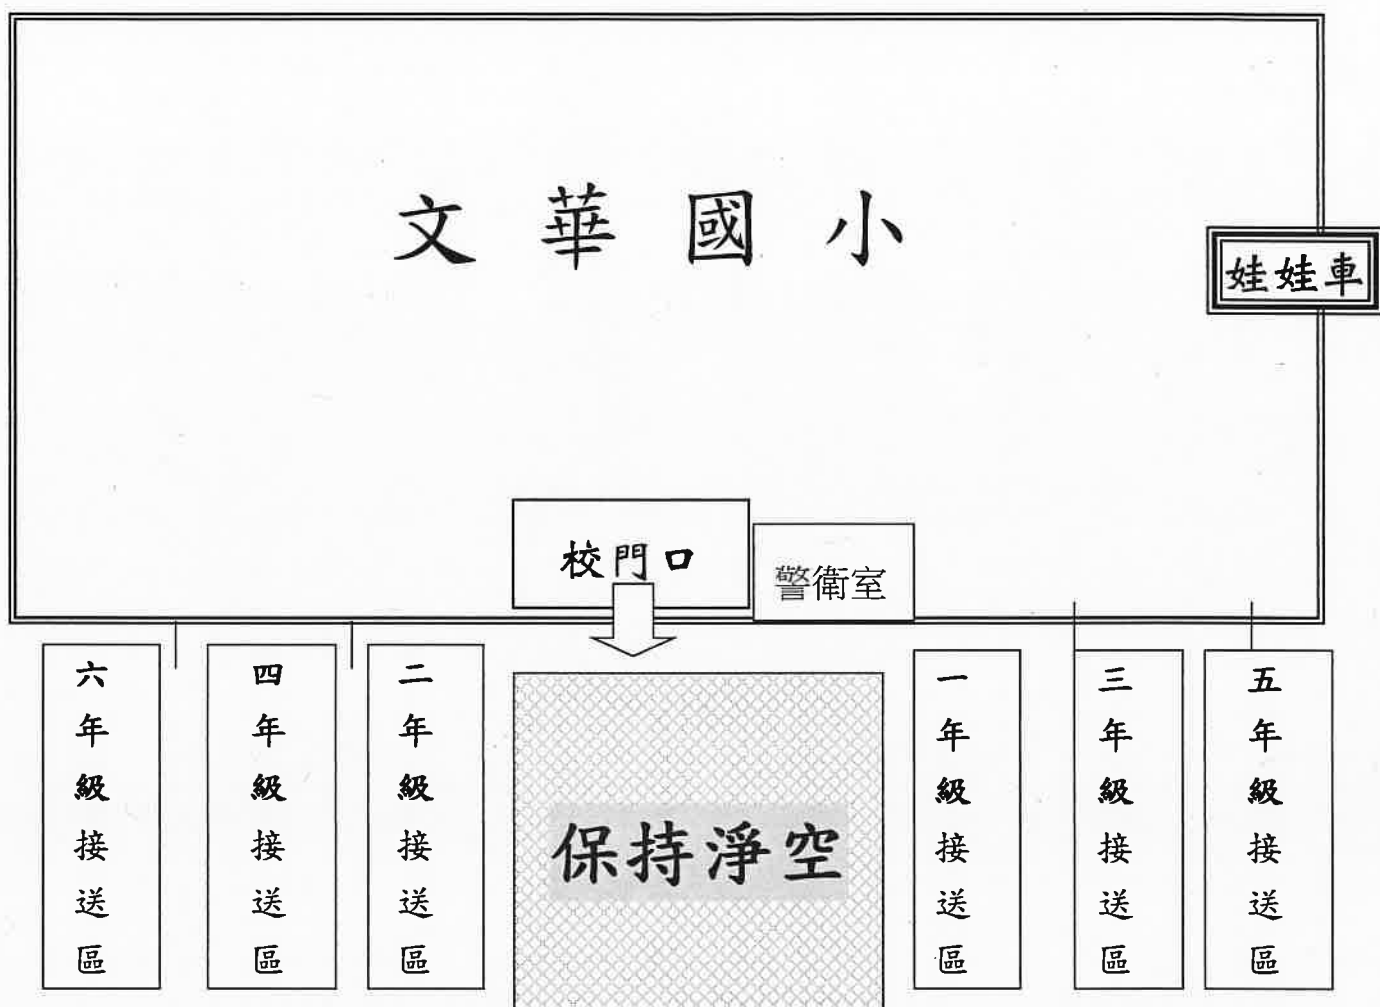 文華國小
娃娃車
校門口
警衛室
六年級接送區
四年級接送區
二年級接送區
保持淨空
一年級接送區
三年級接送區
五年級接送區